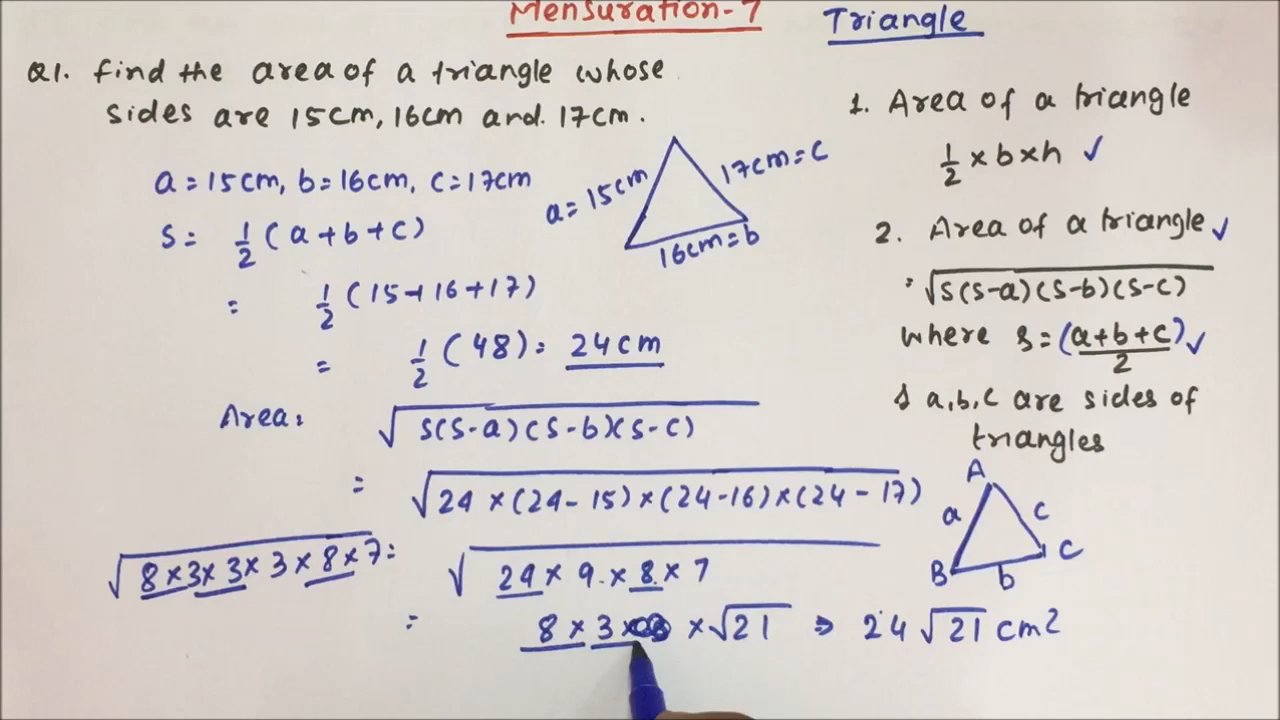 Mensuration-7
Triangle
Q1. find the area of a triangle whose
sides are 15cm, 16cm and. 17cm.
a=15cm, b=16cm, c=17cm
s= 1/2 (a+b+c)
= 1/2 (15+16+17)
= 1/2 (48) = 24cm
Area= √s(s-a)(s-b)(s-c)
= √24×(24-15)×(24-16)×(24-17)
√8×3×3×3×8×7 = √24×9.×8.×7
= 8×3 ×√21 ⇒ 24√21 cm2
a=15cm
17cm=c
16cm=b
1. Area of a triangle
1/2 ×b×h ✓
2. Area of a triangle ✓
= √s(s-a)(s-b)(s-c)
where s=(a+b+c)/2 ✓
& a,b,c are sides of
triangles
A
a
c
B
C
b